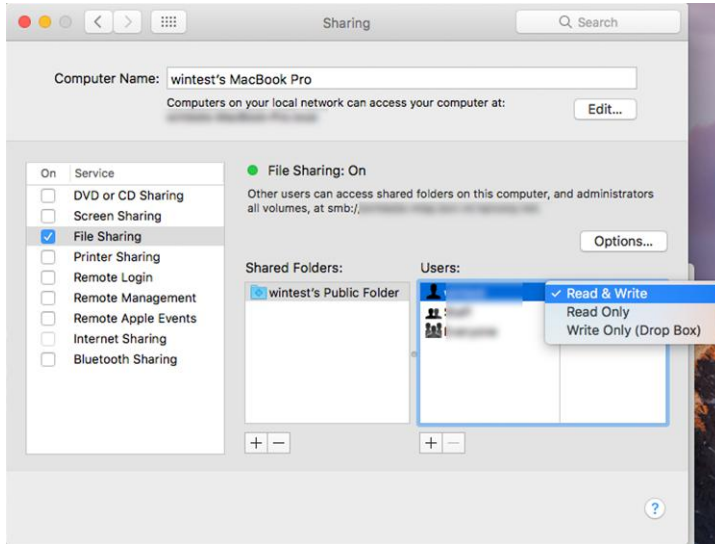 Sharing
Search
Computer Name: wintest's MacBook Pro
Computers on your local network can access your computer at:
Edit...
On Service
DVD or CD Sharing
Screen Sharing
File Sharing
Printer Sharing
Remote Login
Remote Management
Remote Apple Events
Internet Sharing
Bluetooth Sharing
File Sharing: On
Other users can access shared folders on this computer, and administrators
all volumes, at smb:/
Options...
Shared Folders:
wintest's Public Folder
Users:
Read & Write
Read Only
Write Only (Drop Box)
+ −
+ −
?